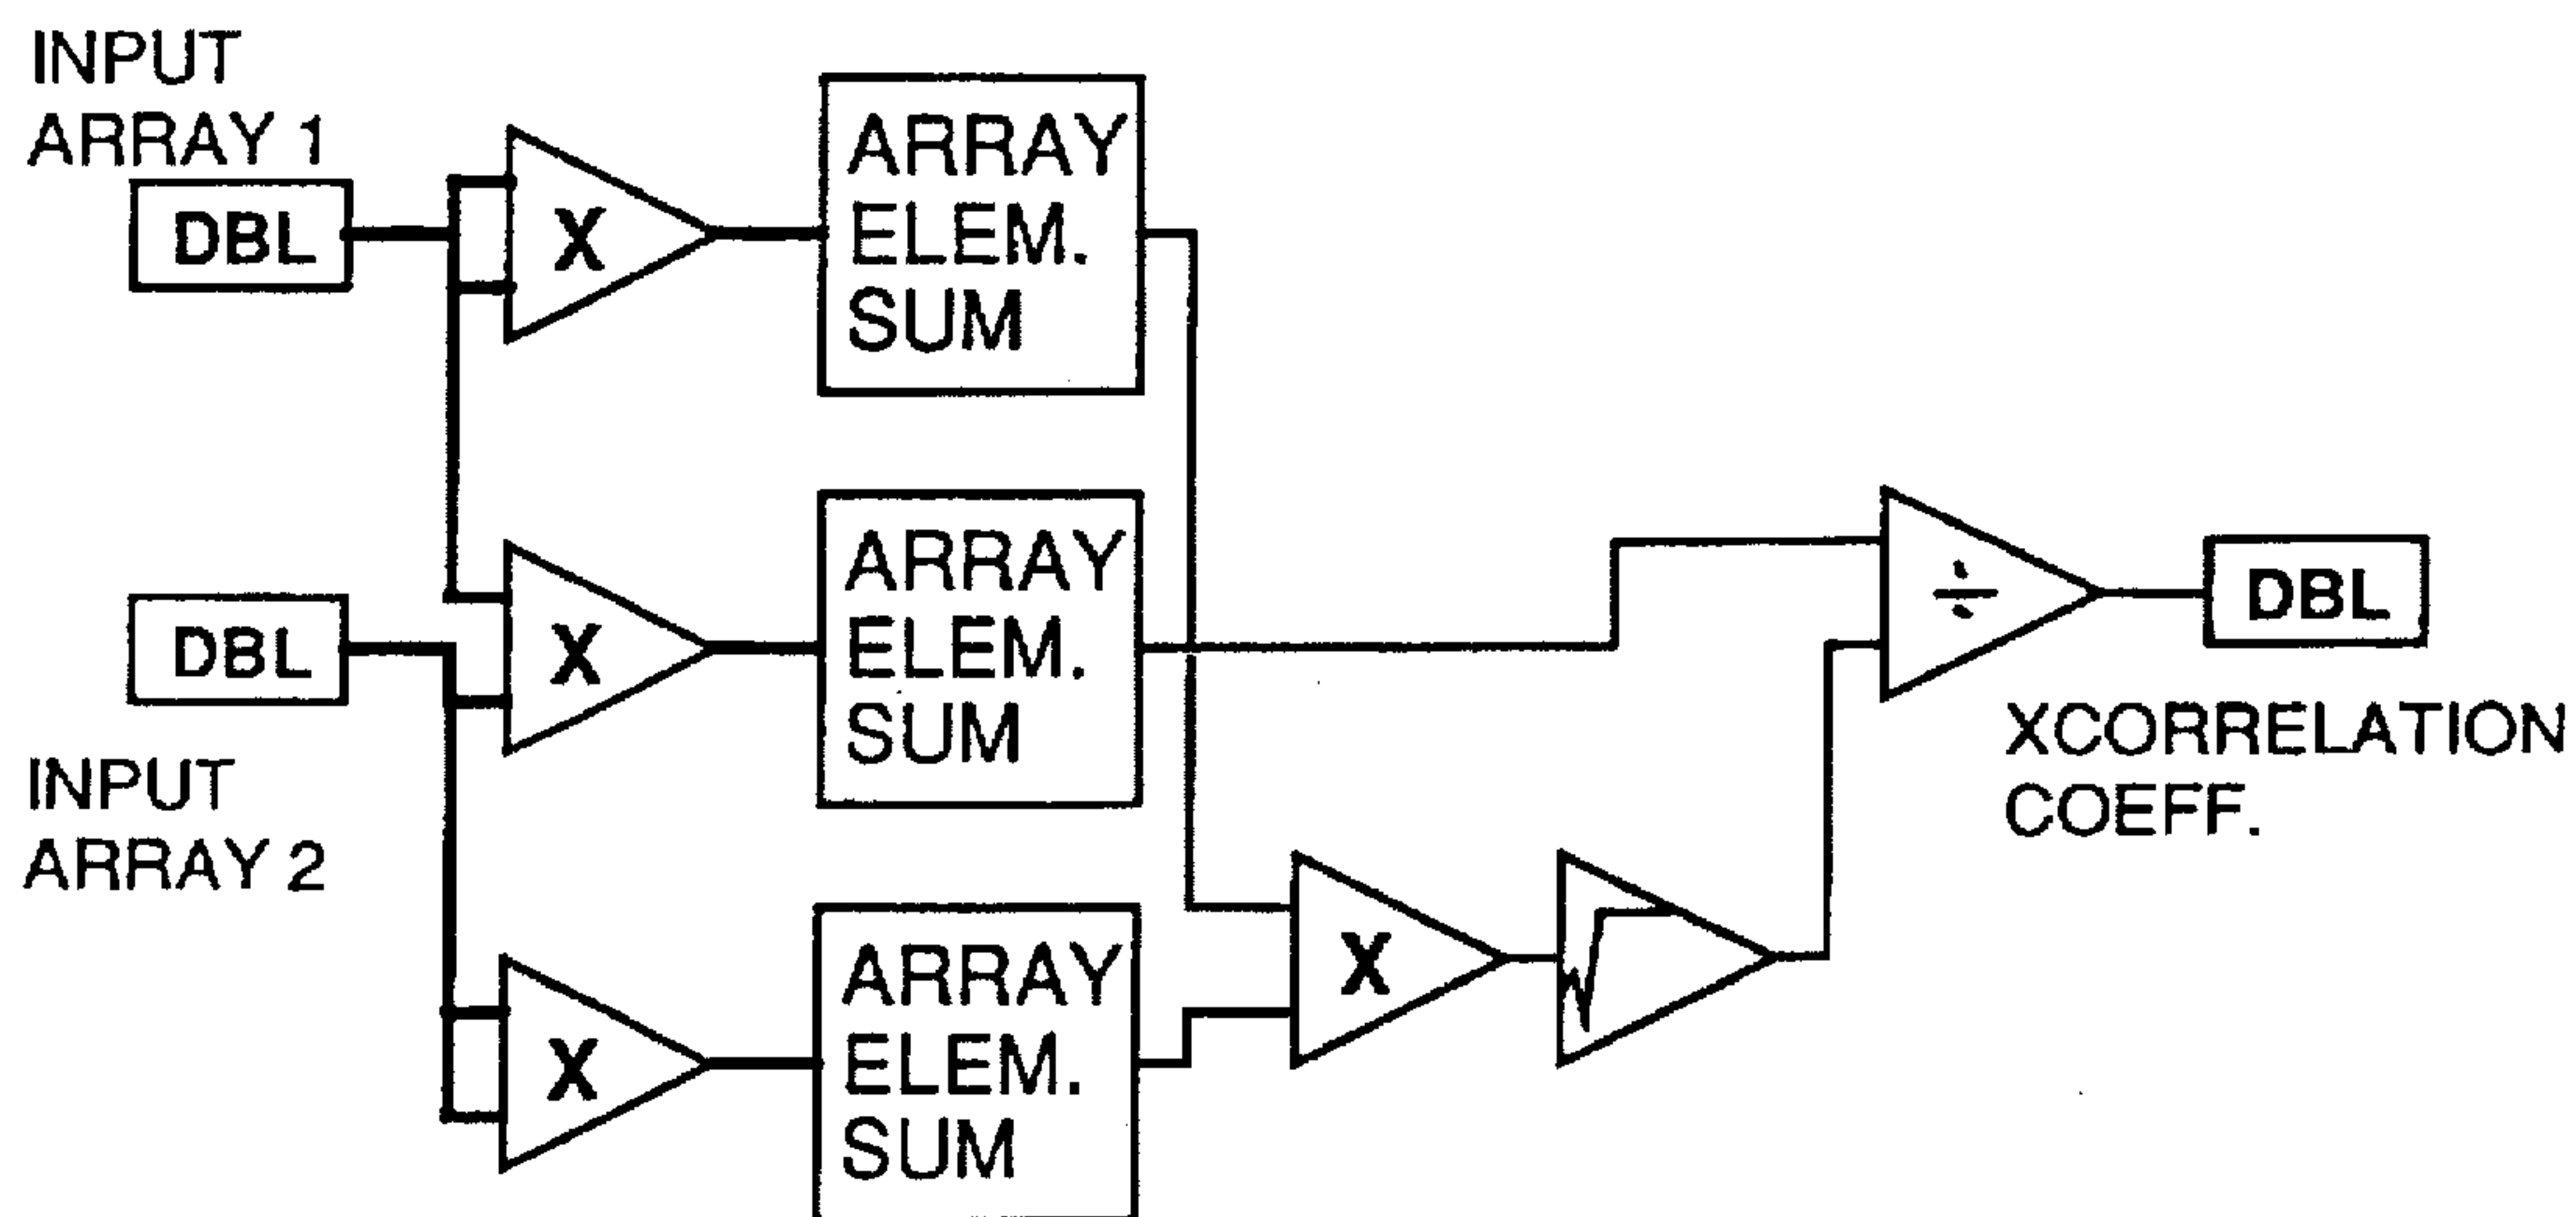 INPUT
ARRAY 1
DBL
X
ARRAY
ELEM.
SUM
DBL
INPUT
ARRAY 2
X
ARRAY
ELEM.
SUM
X
ARRAY
ELEM.
SUM
X
√
÷
DBL
XCORRELATION
COEFF.